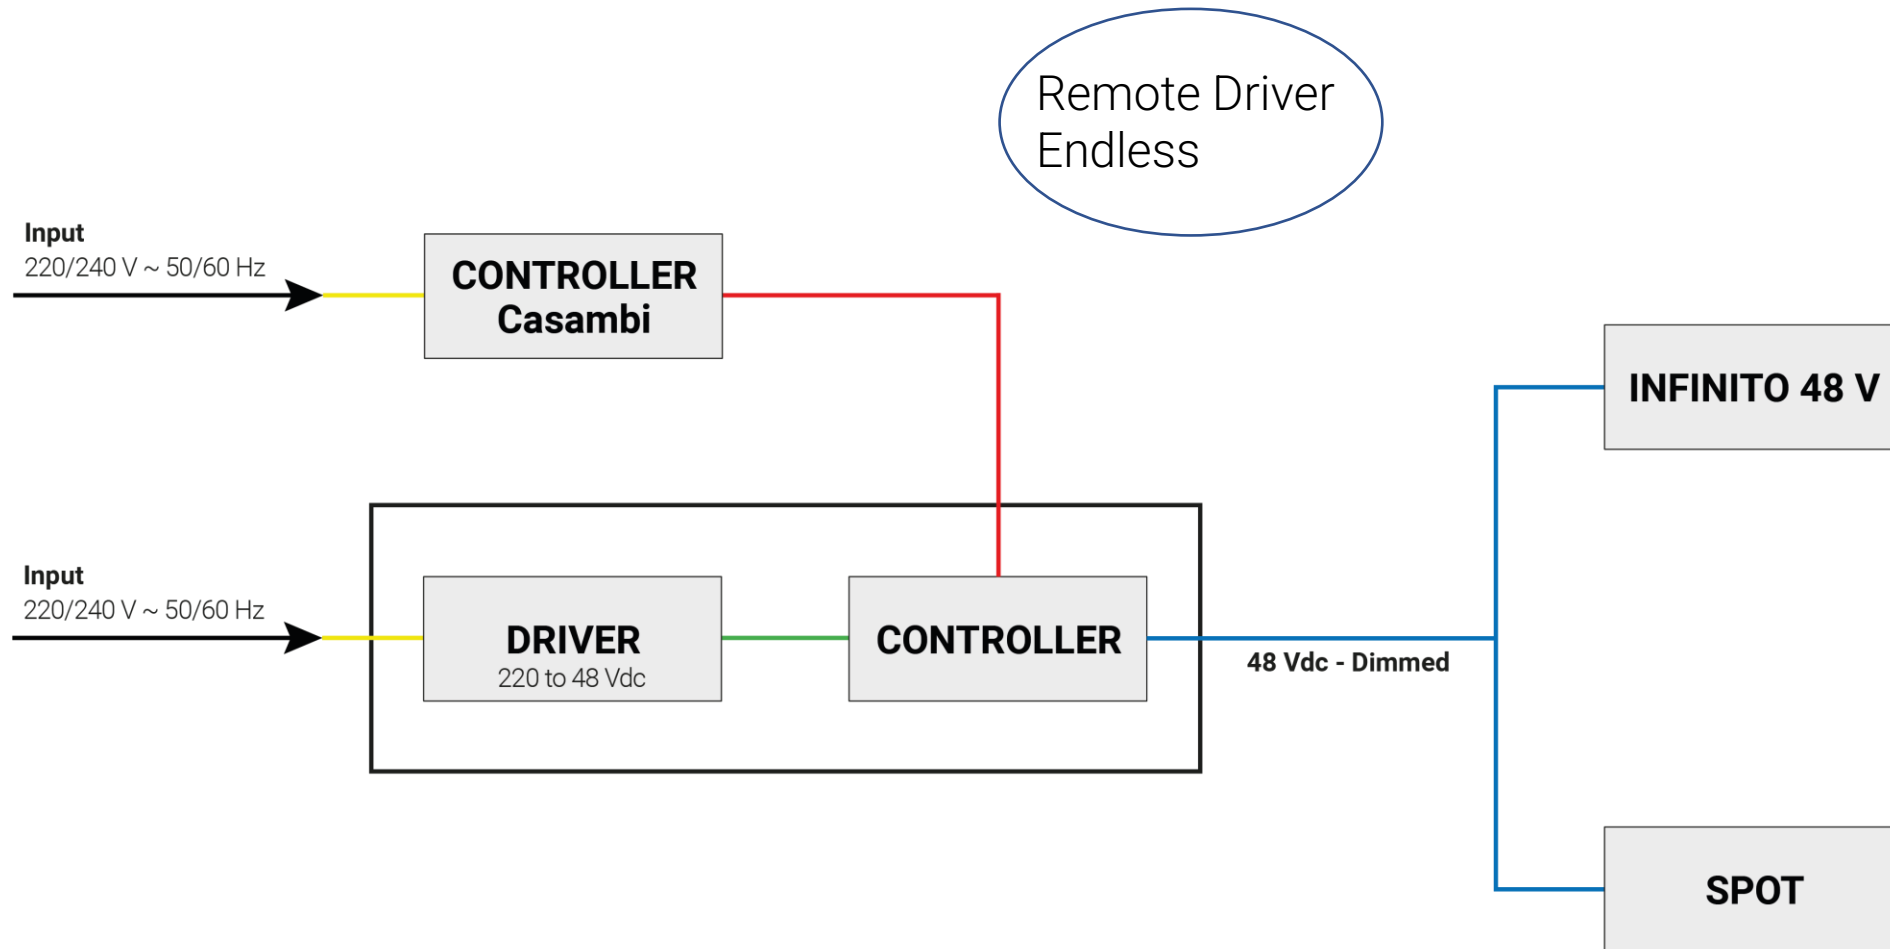 Remote Driver
Endless
Input
220/240 V ~ 50/60 Hz
CONTROLLER
Casambi
INFINITO 48 V
Input
220/240 V ~ 50/60 Hz
DRIVER
220 to 48 Vdc
CONTROLLER
48 Vdc - Dimmed
SPOT